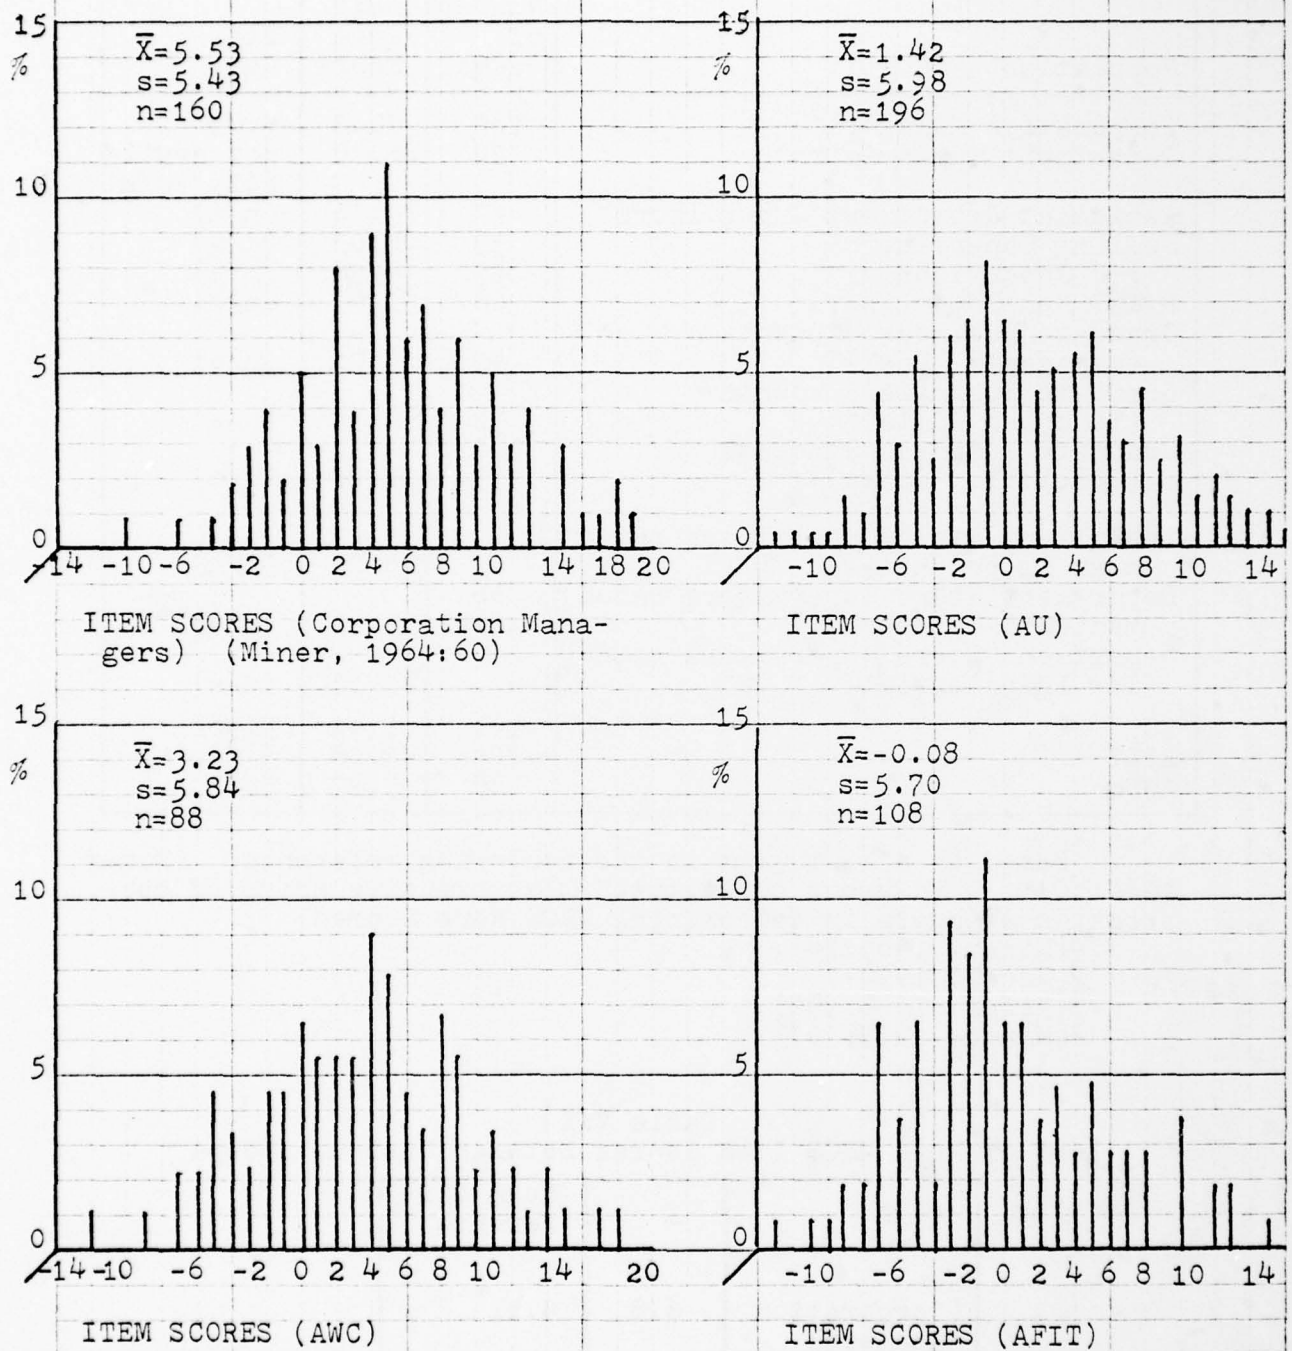 15
%
X̄=5.53
s=5.43
n=160
10
5
0
-14 -10 -6 -2 0 2 4 6 8 10 14 18 20
ITEM SCORES (Corporation Mana-
gers) (Miner, 1964:60)
15
%
X̄=1.42
s=5.98
n=196
10
5
0
-10 -6 -2 0 2 4 6 8 10 14
ITEM SCORES (AU)
15
%
X̄=3.23
s=5.84
n=88
10
5
0
-14 -10 -6 -2 0 2 4 6 8 10 14 20
ITEM SCORES (AWC)
15
%
X̄=-0.08
s=5.70
n=108
10
5
0
-10 -6 -2 0 2 4 6 8 10 14
ITEM SCORES (AFIT)